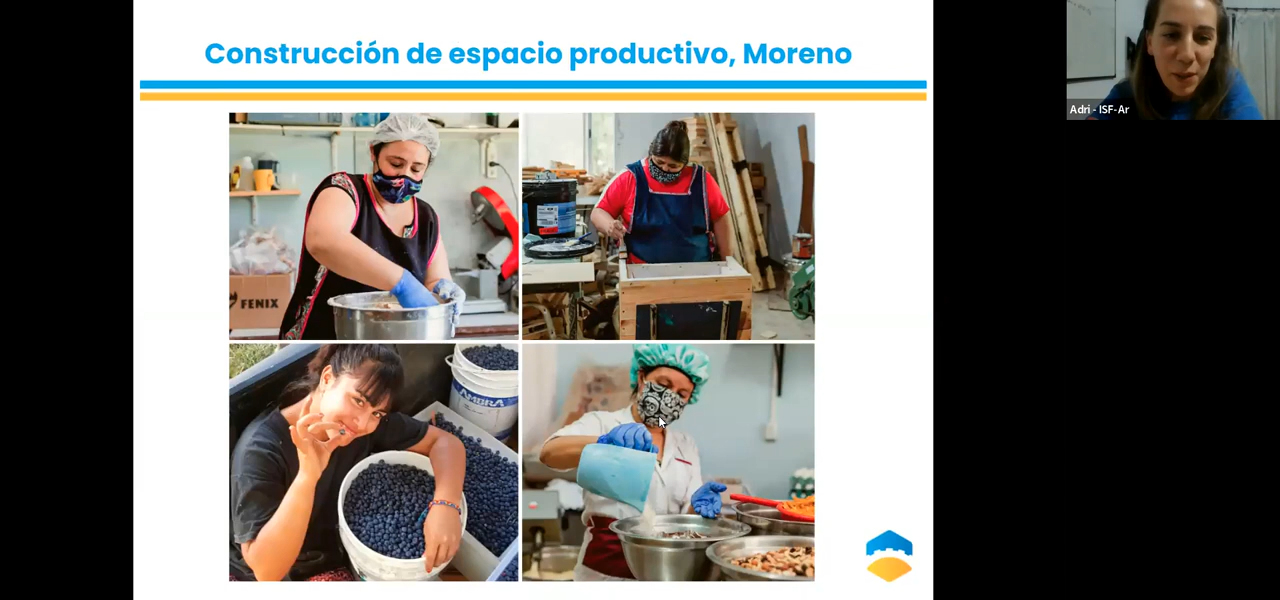 Construcción de espacio productivo, Moreno
Adri - ISF-Ar
FENIX
AMBRA